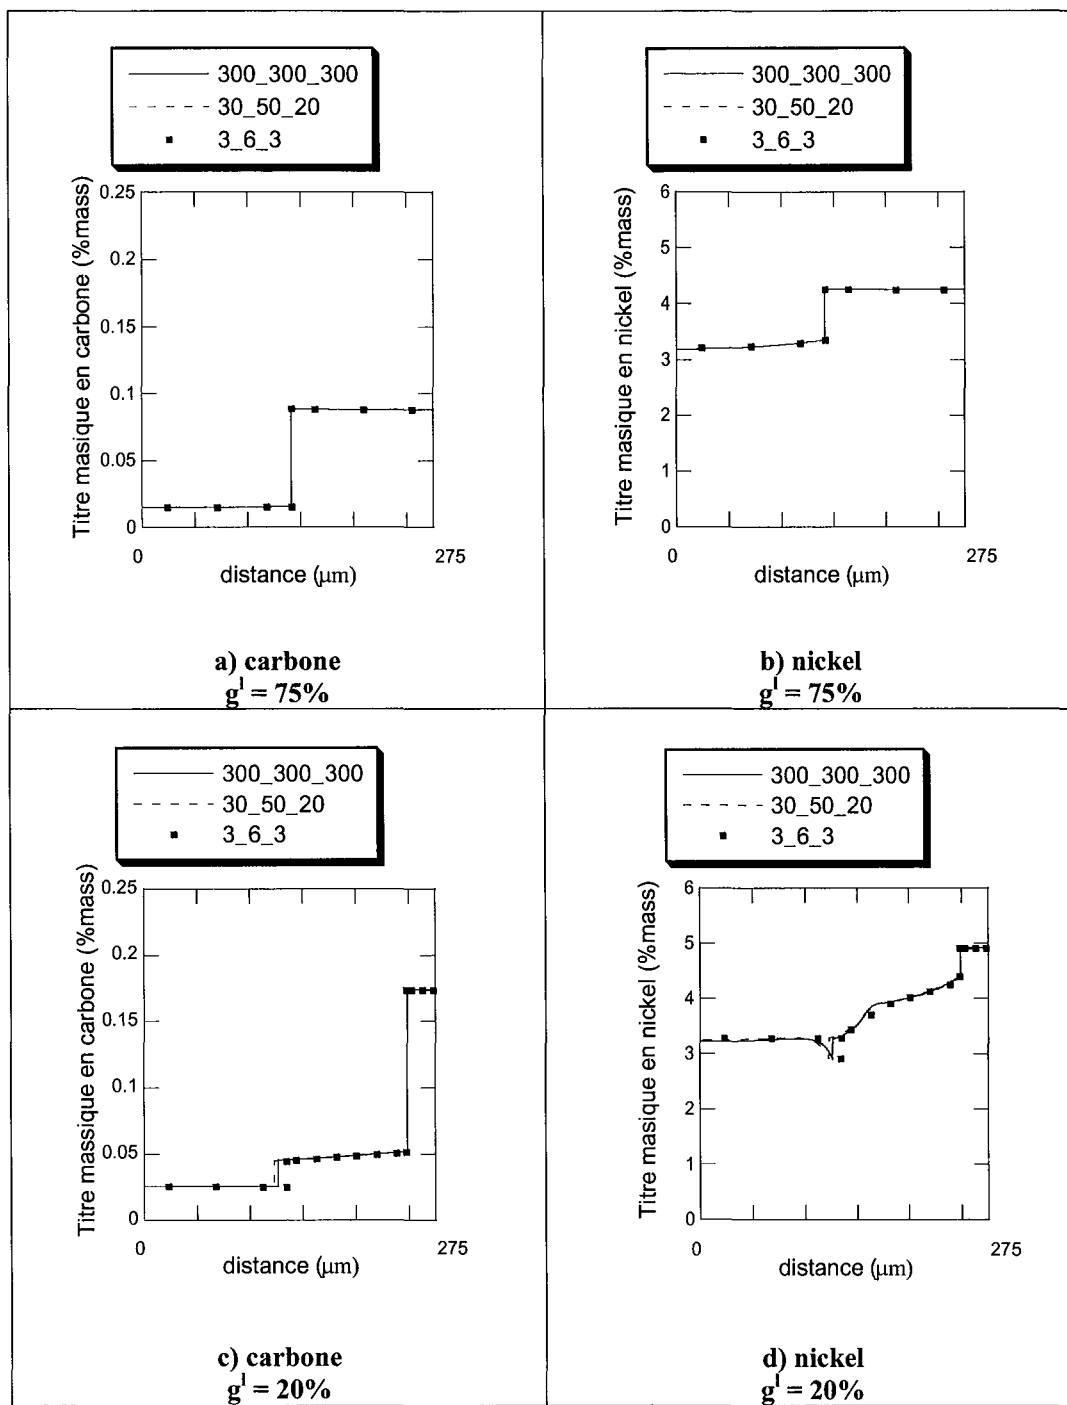 300_300_300
30_50_20
3_6_3
Titre masique en carbone (%mass)
0.25
0.2
0.15
0.1
0.05
0
0
275
distance (µm)
a) carbone
g^l = 75%
300_300_300
30_50_20
3_6_3
Titre masique en nickel (%mass)
6
5
4
3
2
1
0
0
275
distance (µm)
b) nickel
g^l = 75%
300_300_300
30_50_20
3_6_3
Titre massique en carbone (%mass)
0.25
0.2
0.15
0.1
0.05
0
0
275
distance (µm)
c) carbone
g^l = 20%
300_300_300
30_50_20
3_6_3
Titre masique en nickel (%mass)
6
5
4
3
2
1
0
0
275
distance (µm)
d) nickel
g^l = 20%